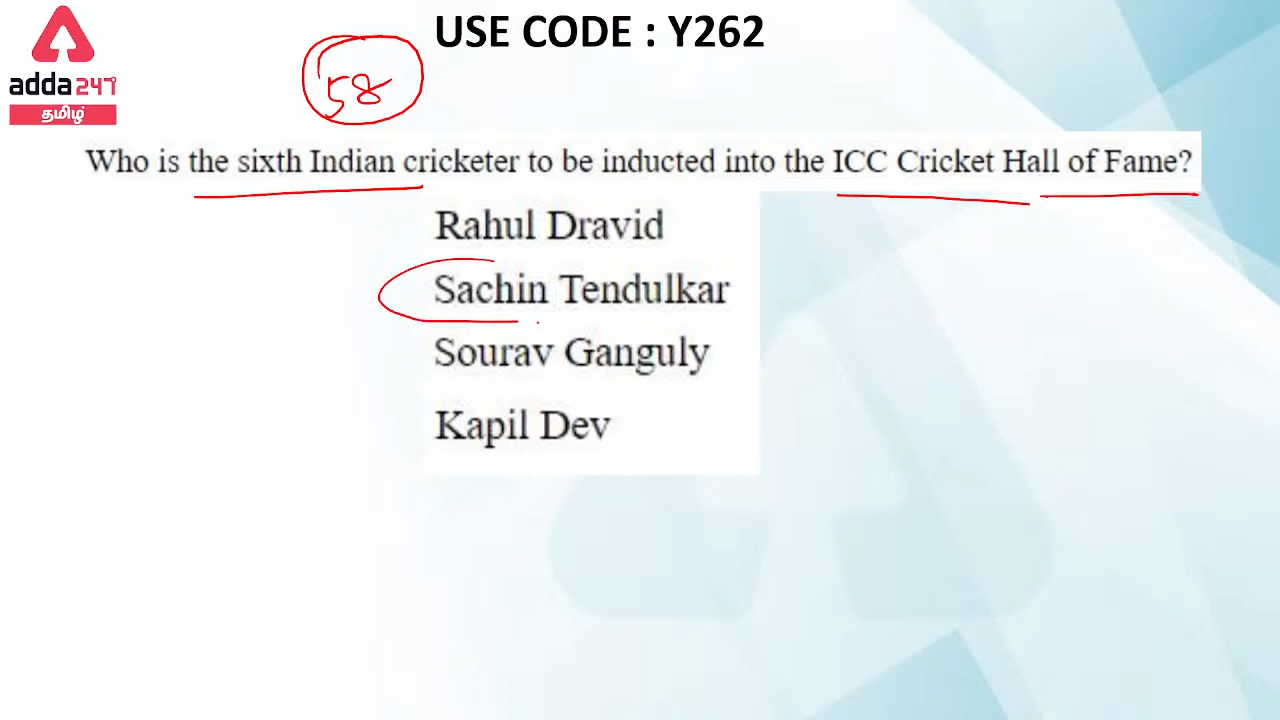 USE CODE : Y262
adda247
தமிழ்
58
Who is the sixth Indian cricketer to be inducted into the ICC Cricket Hall of Fame?
Rahul Dravid
Sachin Tendulkar
Sourav Ganguly
Kapil Dev